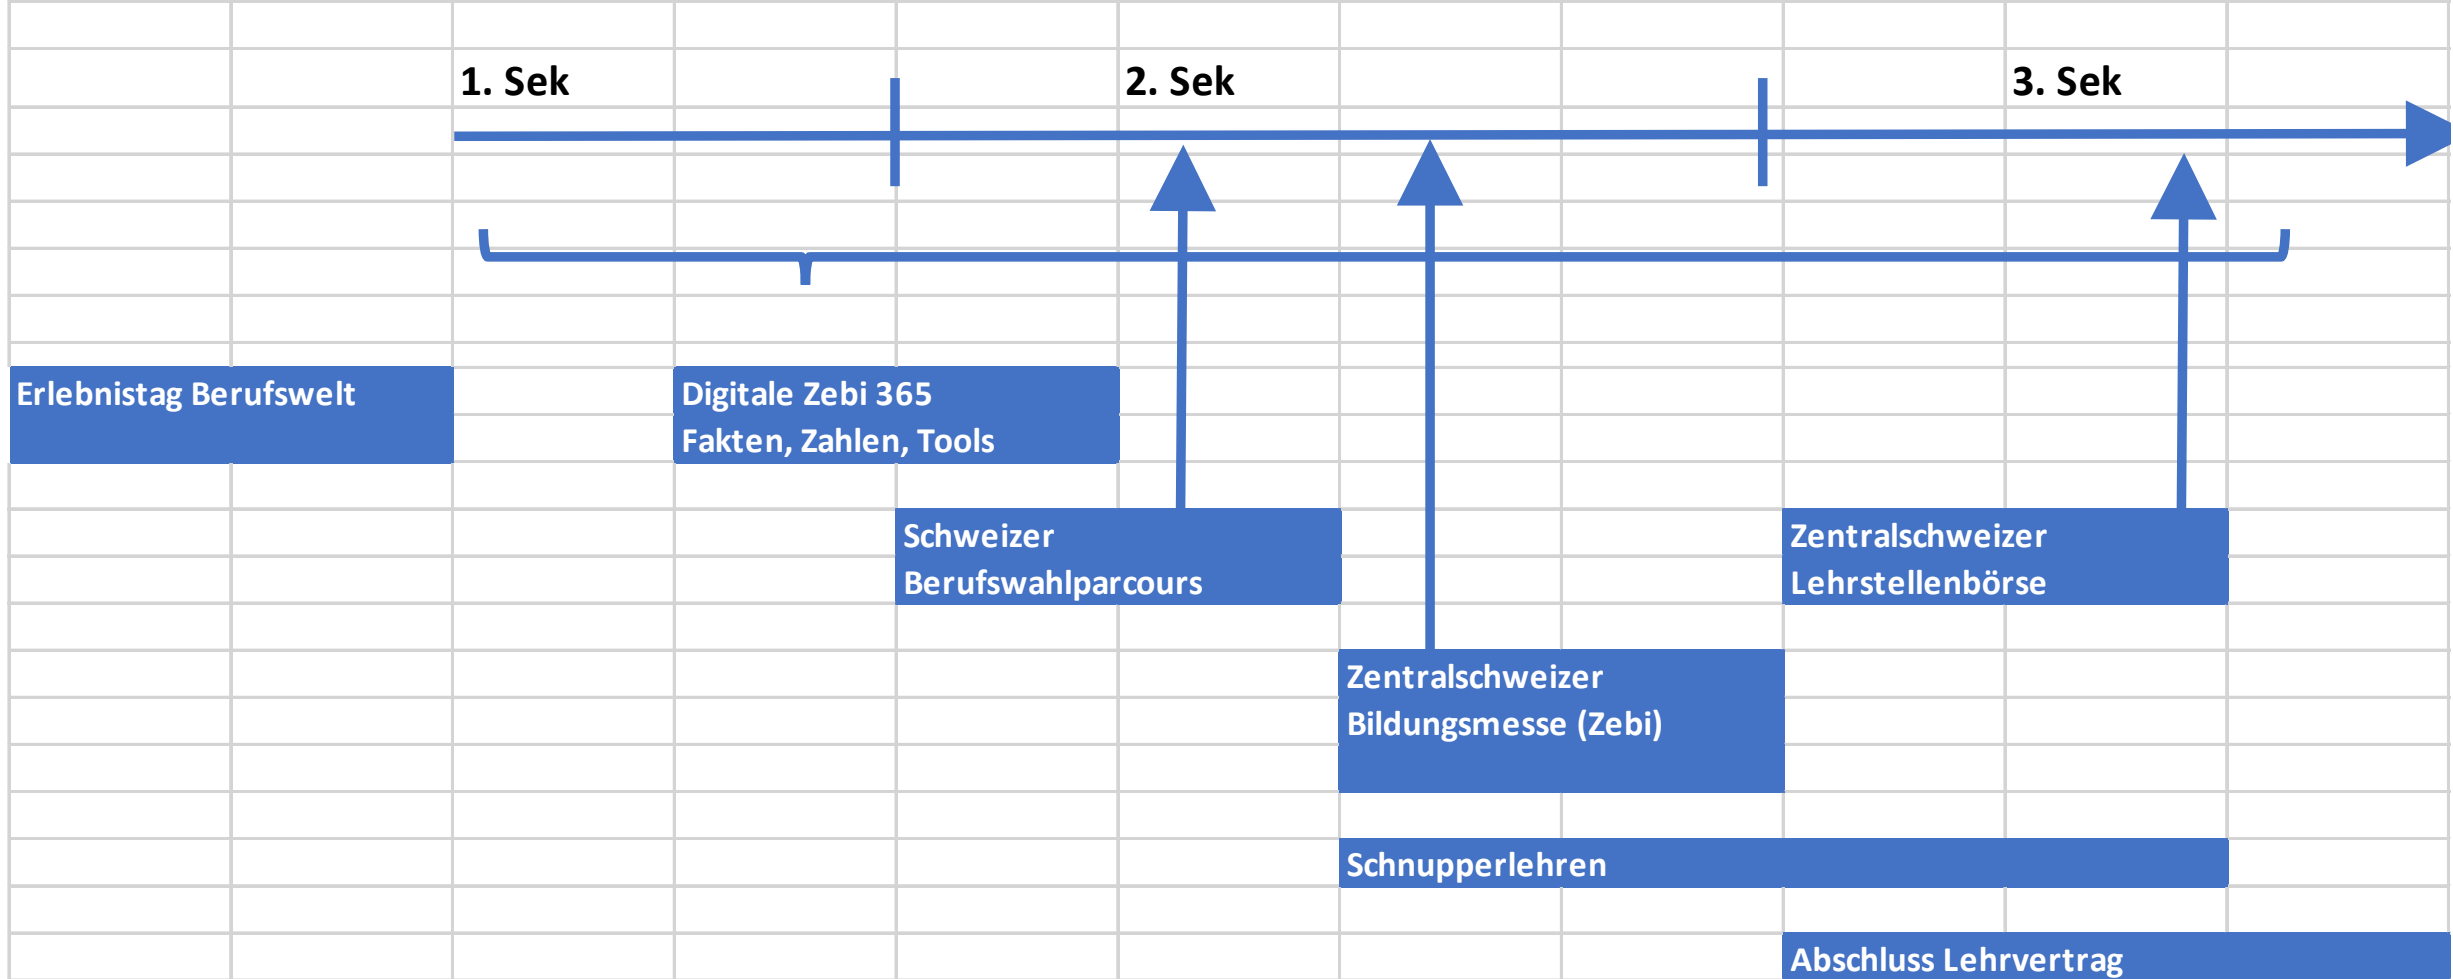 1. Sek
2. Sek
3. Sek
Erlebnistag Berufswelt
Digitale Zebi 365
Fakten, Zahlen, Tools
Schweizer
Berufswahlparcours
Zentralschweizer
Lehrstellenbörse
Zentralschweizer
Bildungsmesse (Zebi)
Schnupperlehren
Abschluss Lehrvertrag